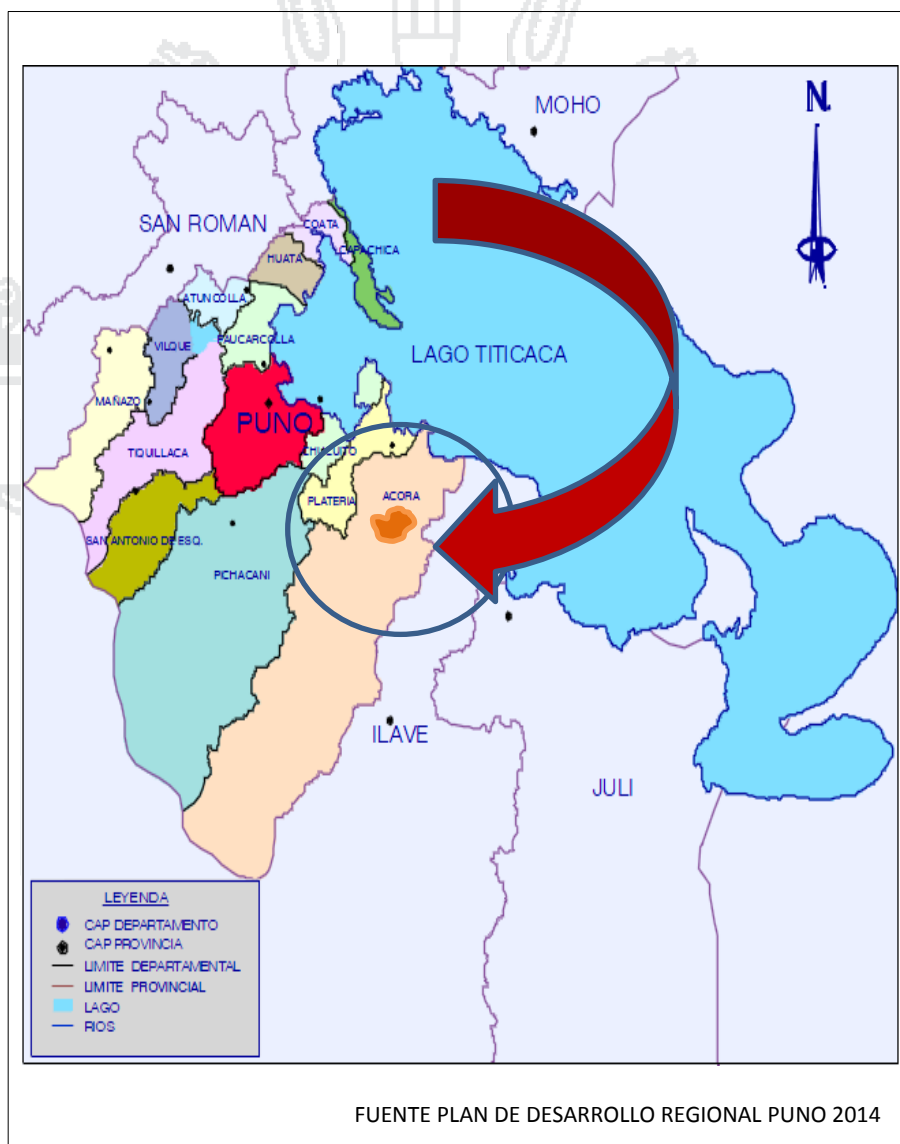 MOHO
N.
SAN ROMAN
COATA
CAPACHICA
HUATA
ATUNCOLLA
PAUCARCOLLA
VILQUE
LAGO TITICACA
MAÑAZO
PUNO
TIQUILLACA
CHUCUITO
PLATERIA
ACORA
SAN ANTONIO DE ESQ.
PICHACANI
ILAVE
JULI
LEYENDA
CAP DEPARTAMENTO
CAP PROVINCIA
LIMITE DEPARTAMENTAL
LIMITE PROVINCIAL
LAGO
RIOS
FUENTE PLAN DE DESARROLLO REGIONAL PUNO 2014